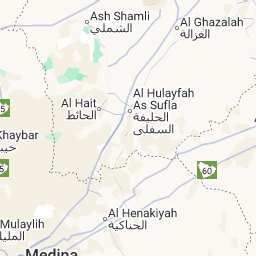 Ash Shamli
الشملي
Al Ghazalah
الغزالة
Al Hulayfah
As Sufla
الحليفة
السفلى
Al Hait
الحائط
Khaybar
60
Al Henakiyah
الحناكية
Mulaylih
Medina